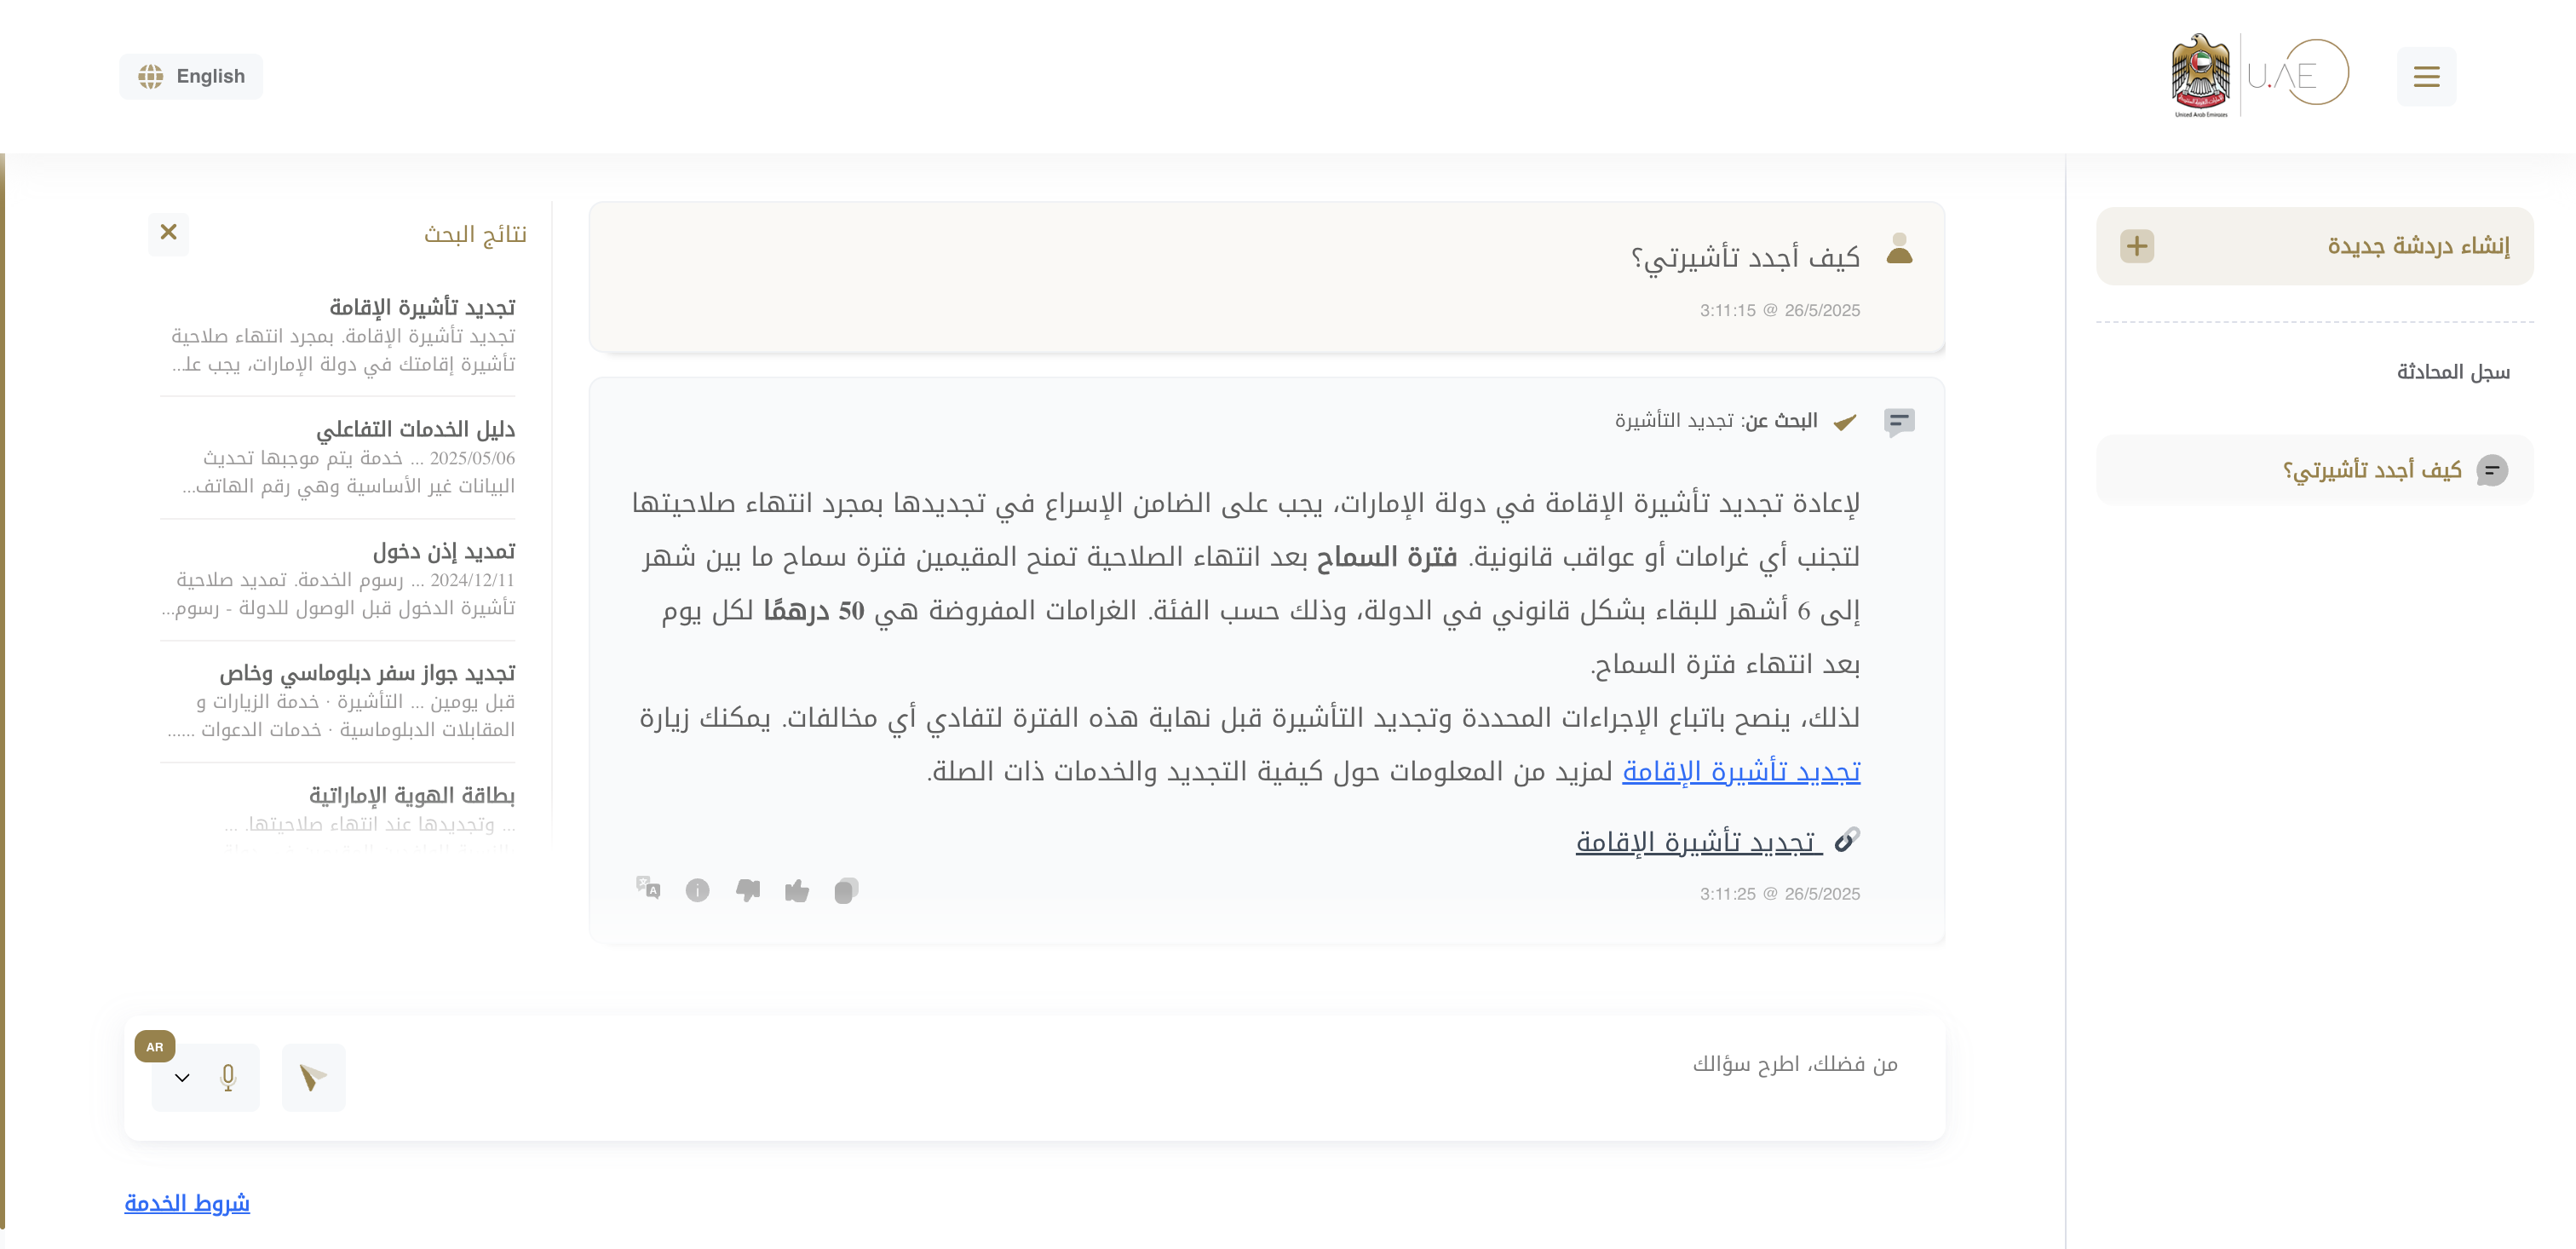 English
United Arab Emirates
U.AE
إنشاء دردشة جديدة
سجل المحادثة
كيف أجدد تأشيرتي؟
كيف أجدد تأشيرتي؟
3:11:15 @ 26/5/2025
البحث عن: تجديد التأشيرة
لإعادة تجديد تأشيرة الإقامة في دولة الإمارات، يجب على الضامن الإسراع في تجديدها بمجرد انتهاء صلاحيتها
لتجنب أي غرامات أو عواقب قانونية. فترة السماح بعد انتهاء الصلاحية تمنح المقيمين فترة سماح ما بين شهر
إلى 6 أشهر للبقاء بشكل قانوني في الدولة، وذلك حسب الفئة. الغرامات المفروضة هي 50 درهمًا لكل يوم
بعد انتهاء فترة السماح.
لذلك، ينصح باتباع الإجراءات المحددة وتجديد التأشيرة قبل نهاية هذه الفترة لتفادي أي مخالفات. يمكنك زيارة
تجديد تأشيرة الإقامة لمزيد من المعلومات حول كيفية التجديد والخدمات ذات الصلة.
تجديد تأشيرة الإقامة
3:11:25 @ 26/5/2025
نتائج البحث
تجديد تأشيرة الإقامة
تجديد تأشيرة الإقامة. بمجرد انتهاء صلاحية
تأشيرة إقامتك في دولة الإمارات، يجب علـ...
دليل الخدمات التفاعلي
2025/05/06 ... خدمة يتم موجبها تحديث
البيانات غير الأساسية وهي رقم الهاتف...
تمديد إذن دخول
2024/12/11 ... رسوم الخدمة. تمديد صلاحية
تأشيرة الدخول قبل الوصول للدولة - رسوم...
تجديد جواز سفر دبلوماسي وخاص
قبل يومين ... التأشيرة · خدمة الزيارات و
المقابلات الدبلوماسية · خدمات الدعوات ......
بطاقة الهوية الإماراتية
... وتجديدها عند انتهاء صلاحيتها. ...
من فضلك، اطرح سؤالك
AR
شروط الخدمة